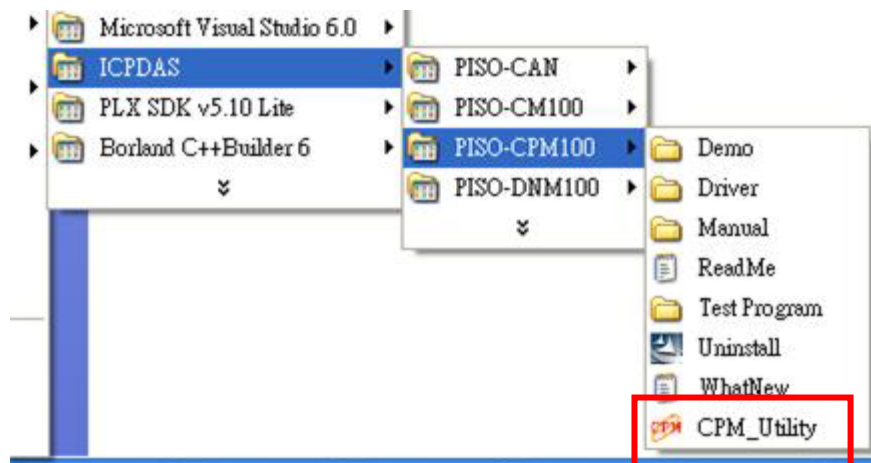 Microsoft Visual Studio 6.0
ICPDAS
PLX SDK v5.10 Lite
Borland C++Builder 6
PISO-CAN
PISO-CM100
PISO-CPM100
PISO-DNM100
Demo
Driver
Manual
ReadMe
Test Program
Uninstall
WhatNew
CPM CPM_Utility